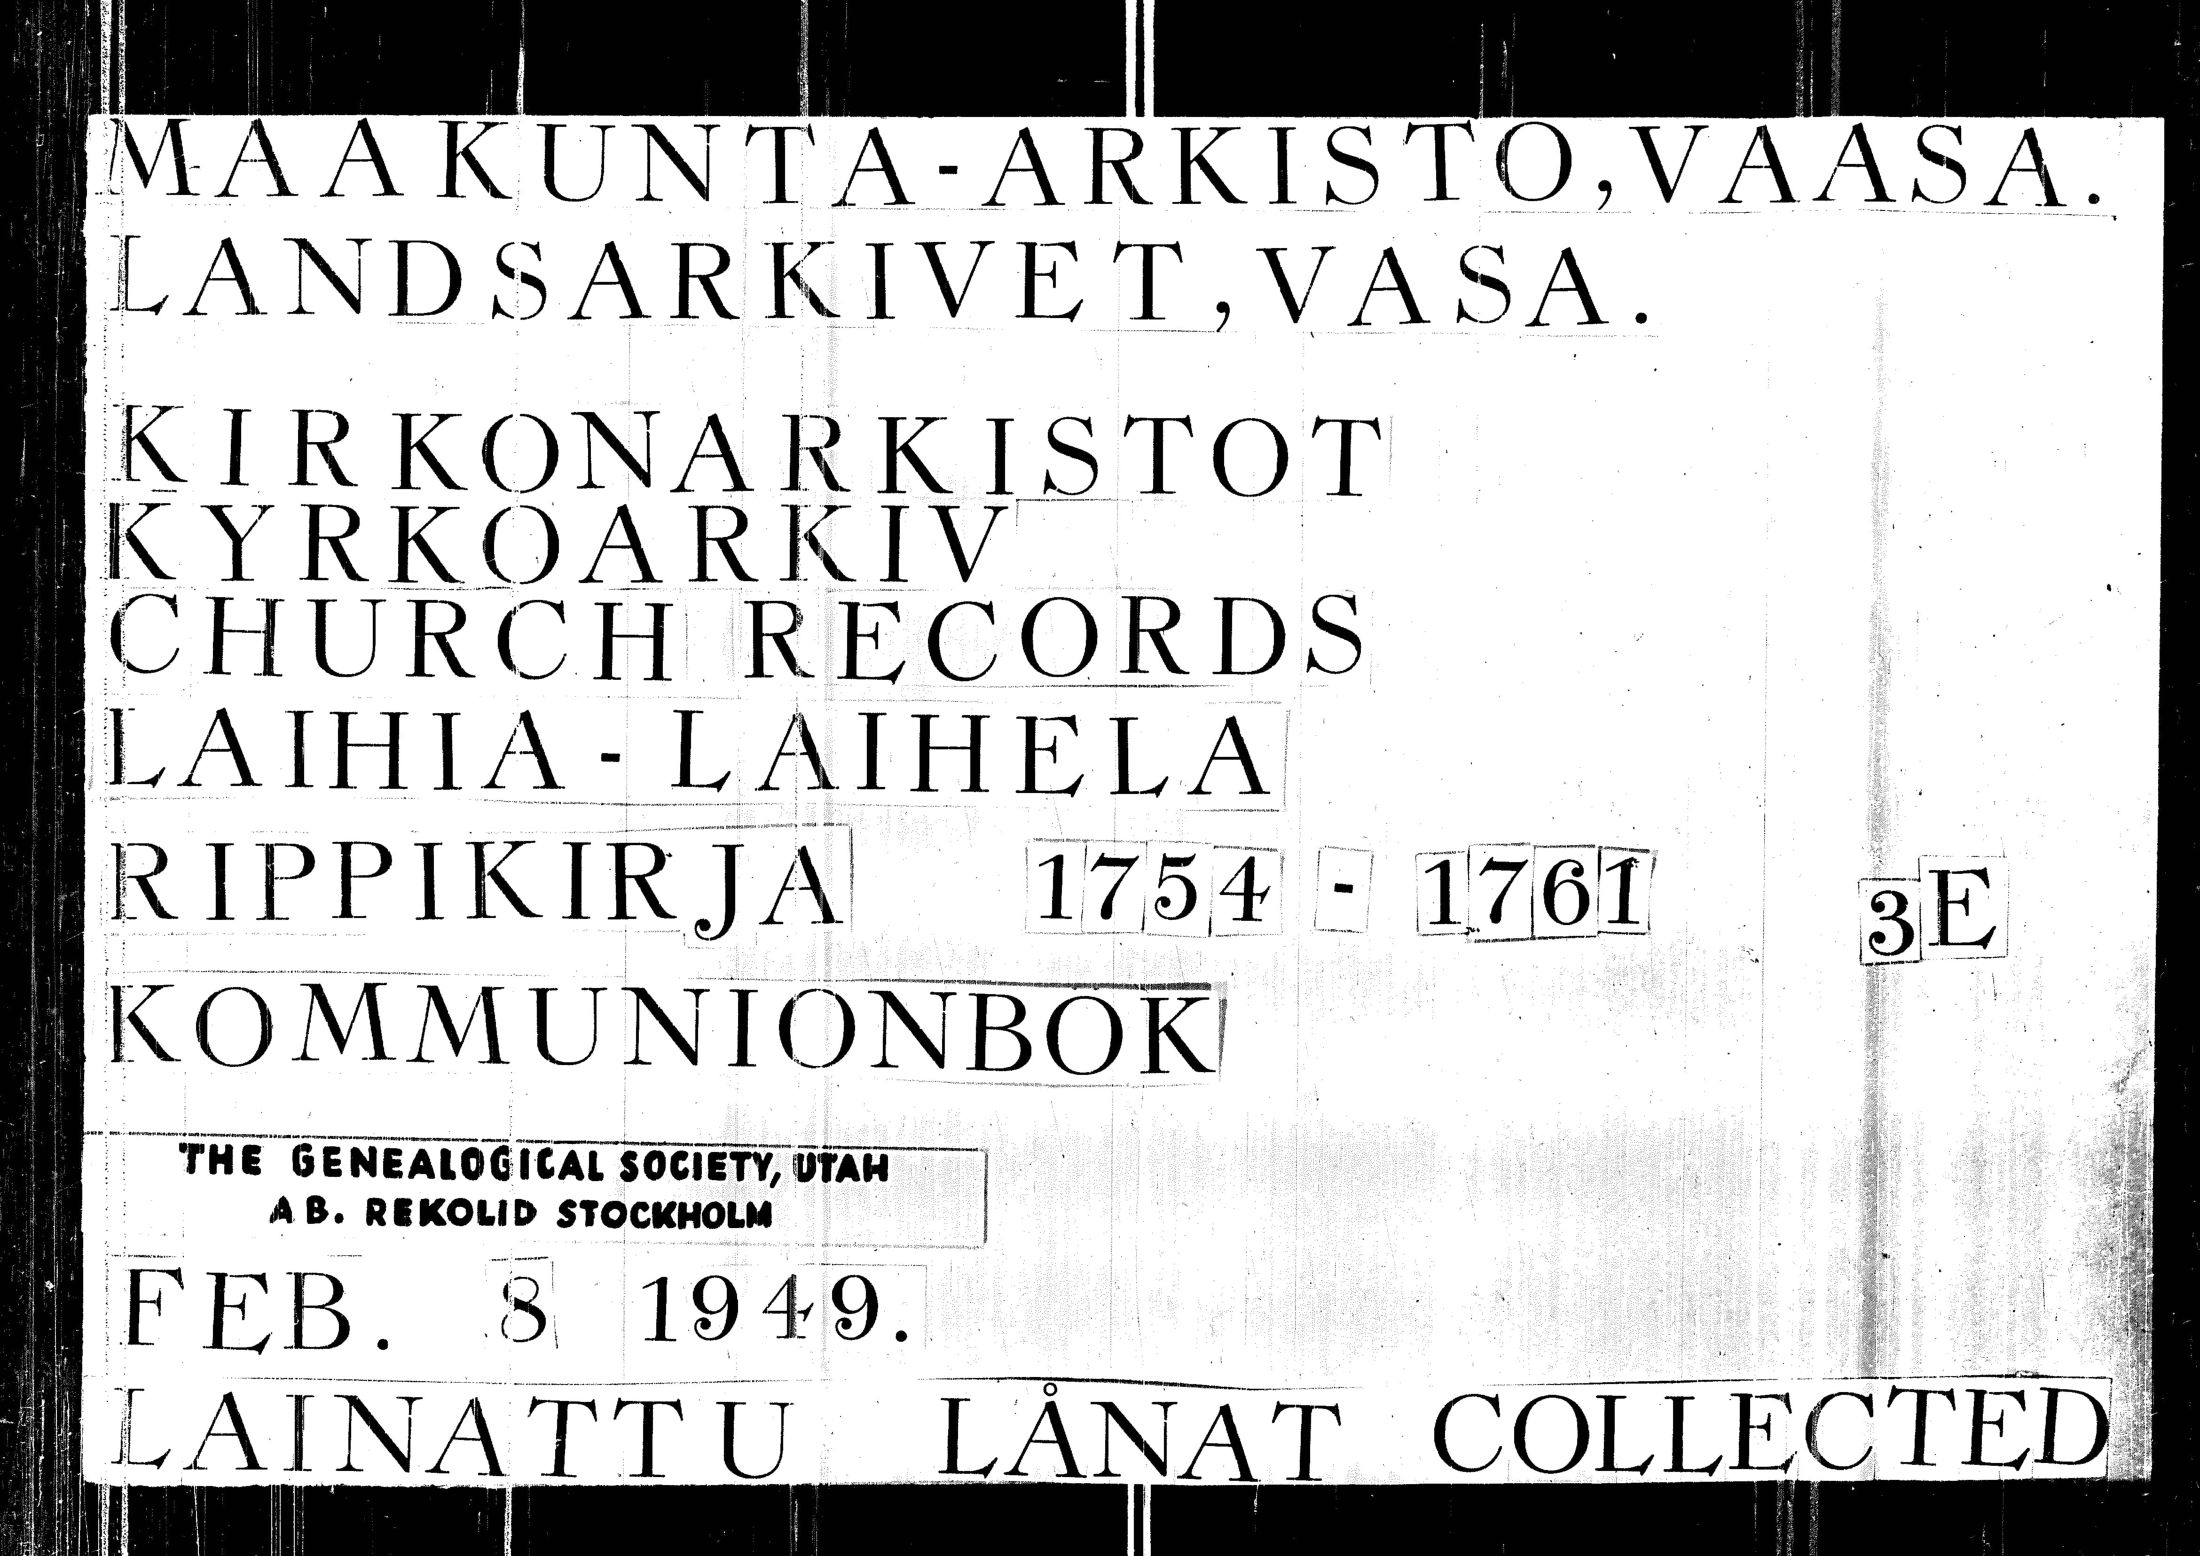 MAAKUNTA-ARKISTO, VAASA.
LANDSARKIVET, VASA.
KIRKONARKISTOT
KYRKOARKIV
CHURCH RECORDS
LAIHIA - LAIHELA
RIPPIKIRJA 1754 - 1761 3E
KOMMUNIONBOK
THE GENEALOGICAL SOCIETY, UTAH
AB. REKOLID STOCKHOLM
FEB. 8 1949.
LAINATTU LÅNAT COLLECTED